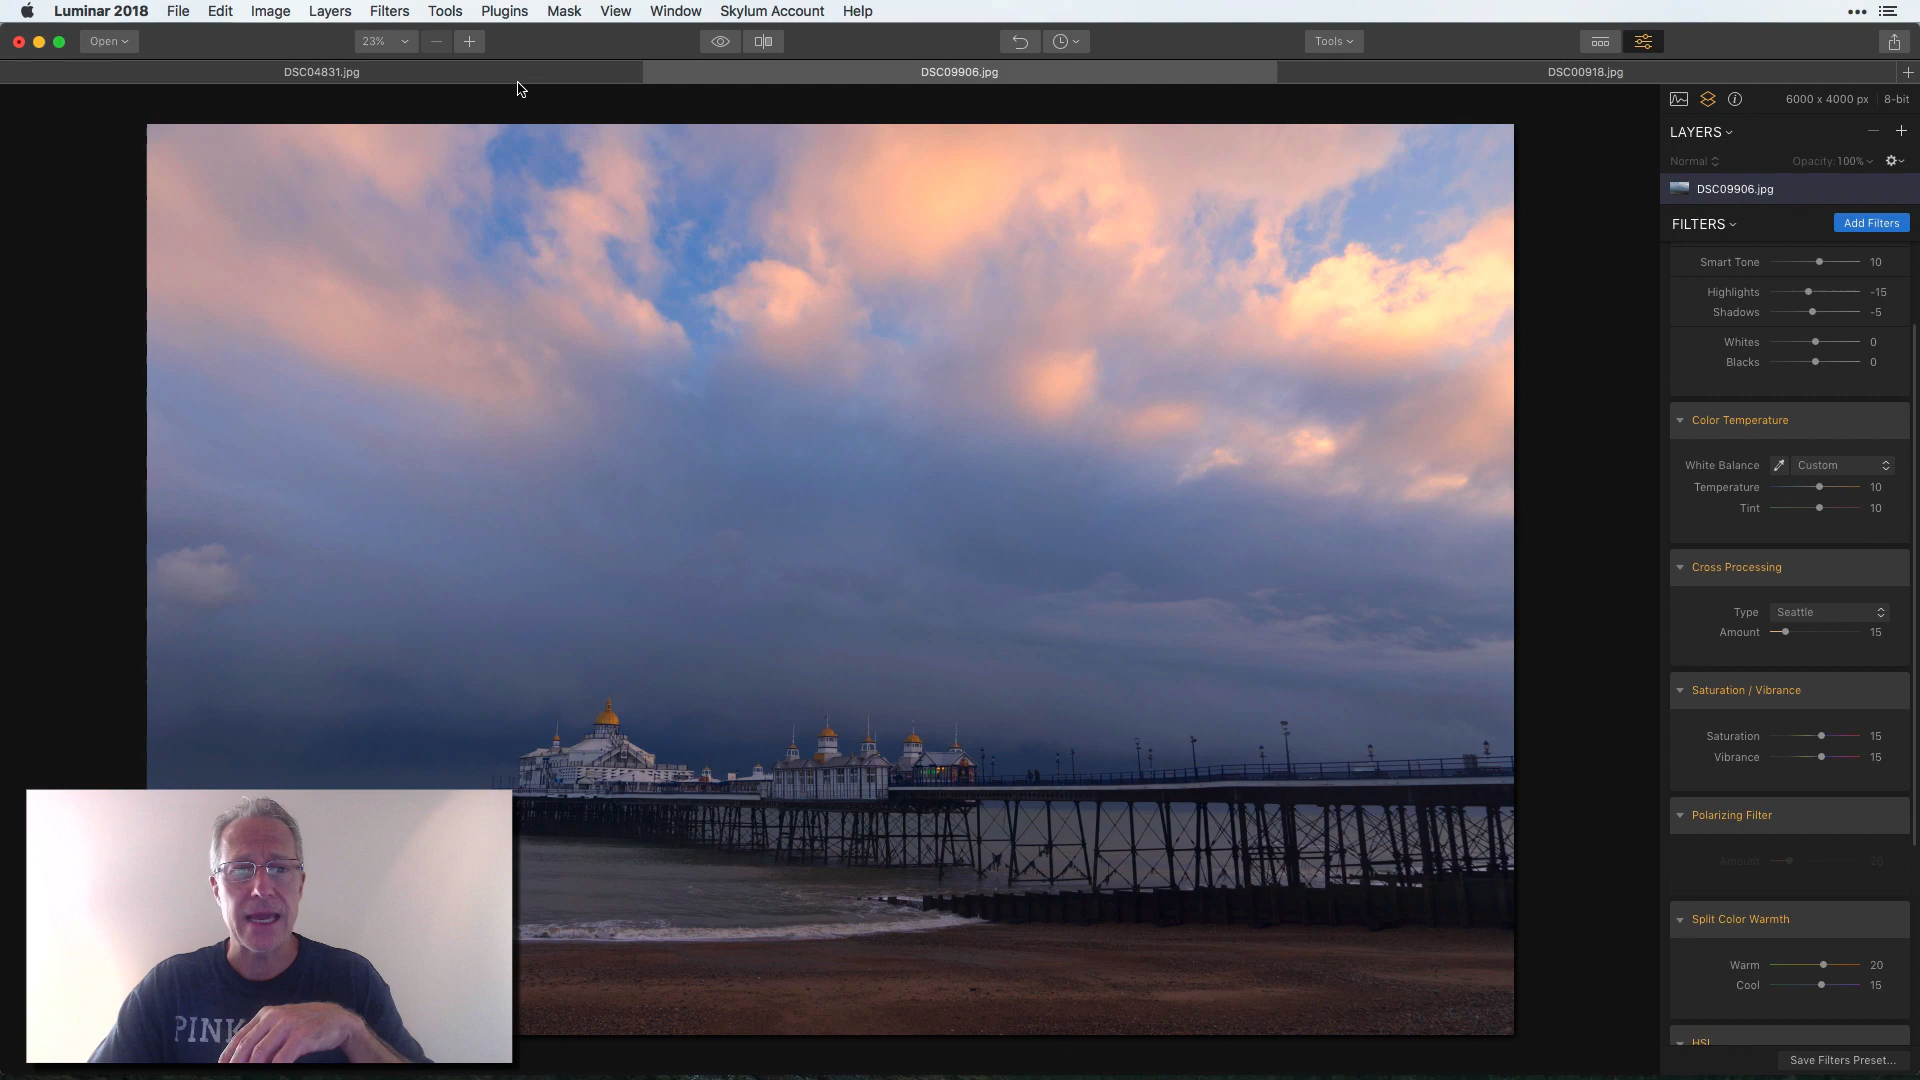 Luminar 2018 File Edit Image Layers Filters Tools Plugins Mask View Window Skylum Account Help
Open 23% Tools
DSC04831.jpg DSC09906.jpg DSC00918.jpg
6000 x 4000 px 8-bit
LAYERS
Normal Opacity: 100%
DSC09906.jpg
FILTERS Add Filters
Smart Tone 10
Highlights -15
Shadows -5
Whites 0
Blacks 0
Color Temperature
White Balance Custom
Temperature 10
Tint 10
Cross Processing
Type Seattle
Amount 15
Saturation / Vibrance
Saturation 15
Vibrance 15
Polarizing Filter
Amount 20
Split Color Warmth
Warm 20
Cool 15
HSL
Save Filters Preset...
PINK